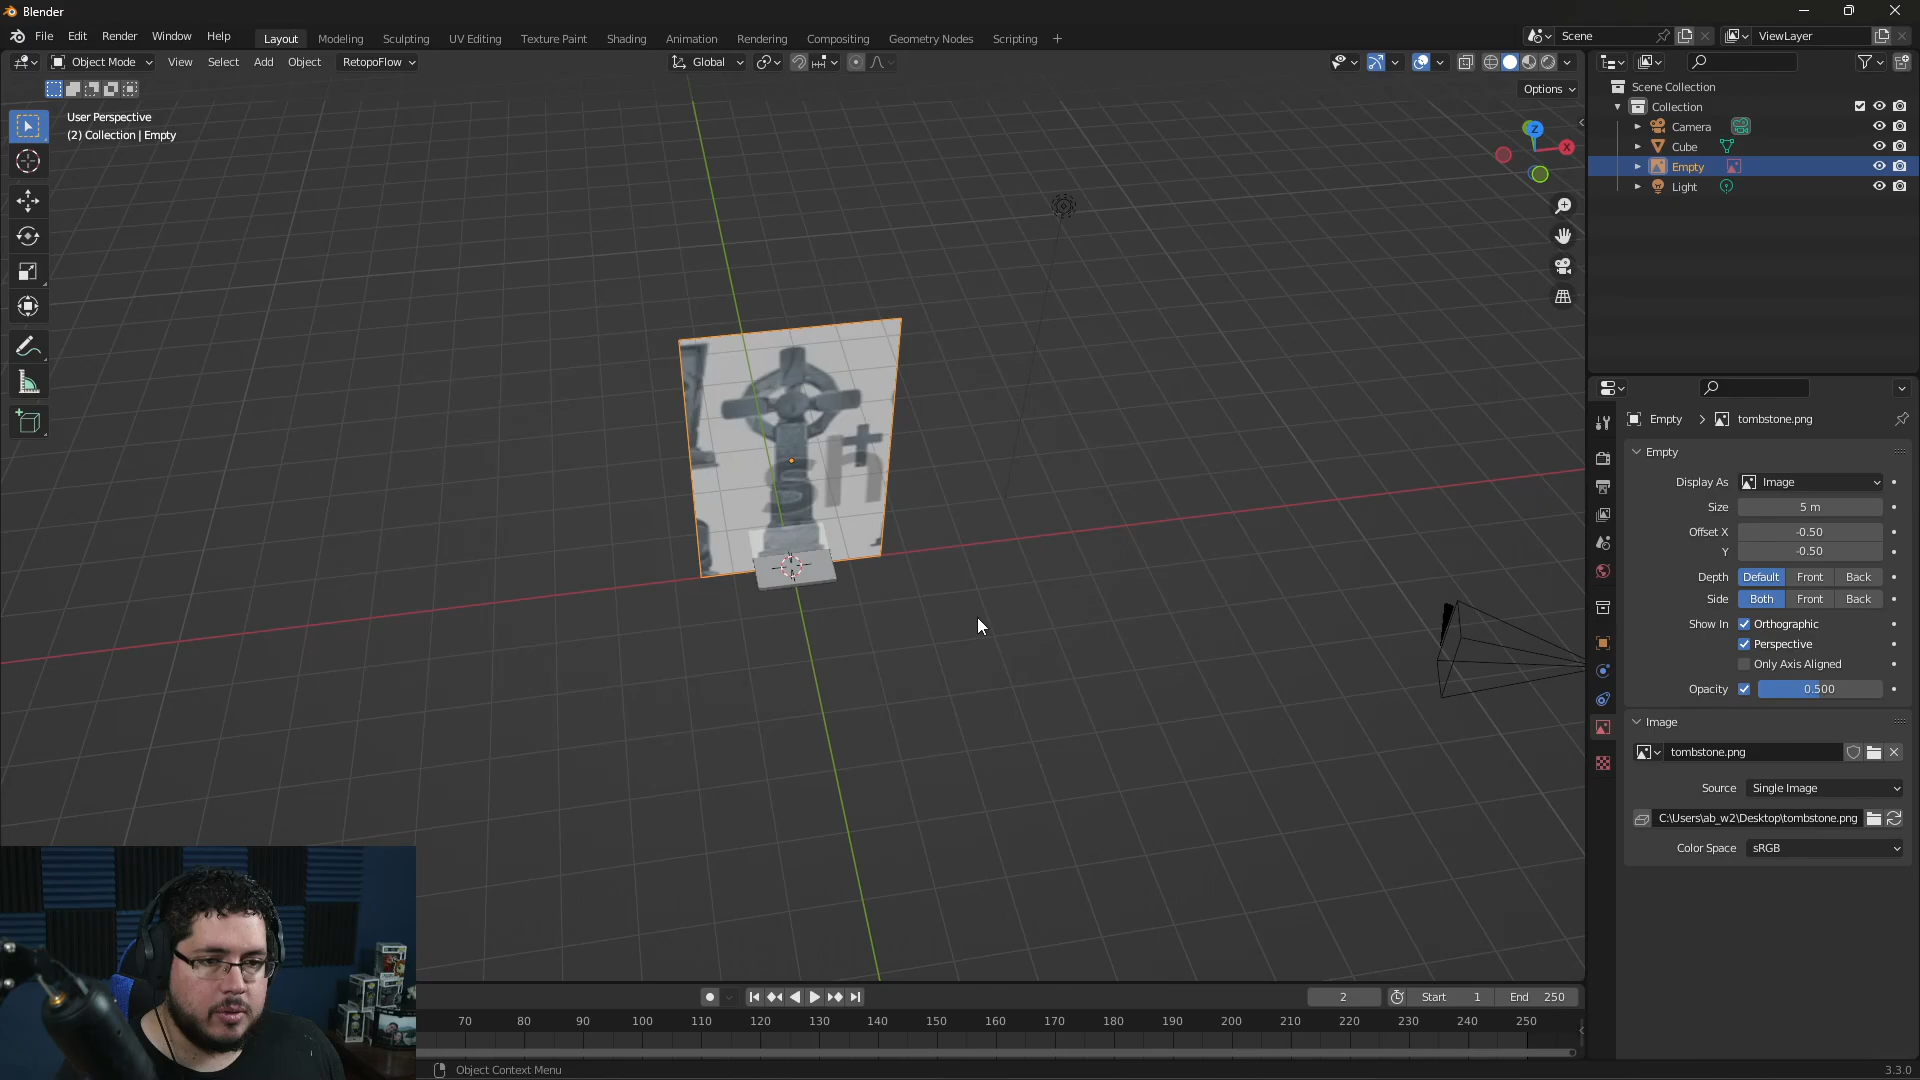 Blender
File Edit Render Window Help
Layout Modeling Sculpting UV Editing Texture Paint Shading Animation Rendering Compositing Geometry Nodes Scripting +
Scene
ViewLayer
Object Mode View Select Add Object RetopoFlow
Global
Options
User Perspective
(2) Collection | Empty
Z
X
Scene Collection
Collection
Camera
Cube
Empty
Light
Empty > tombstone.png
Empty
Display As Image
Size 5 m
Offset X -0.50
Y -0.50
Depth Default Front Back
Side Both Front Back
Show In Orthographic
Perspective
Only Axis Aligned
Opacity 0.500
Image
tombstone.png
Source Single Image
C:\Users\ab_w2\Desktop\tombstone.png
Color Space sRGB
2 Start 1 End 250
70 80 90 100 110 120 130 140 150 160 170 180 190 200 210 220 230 240 250
Object Context Menu
3.3.0